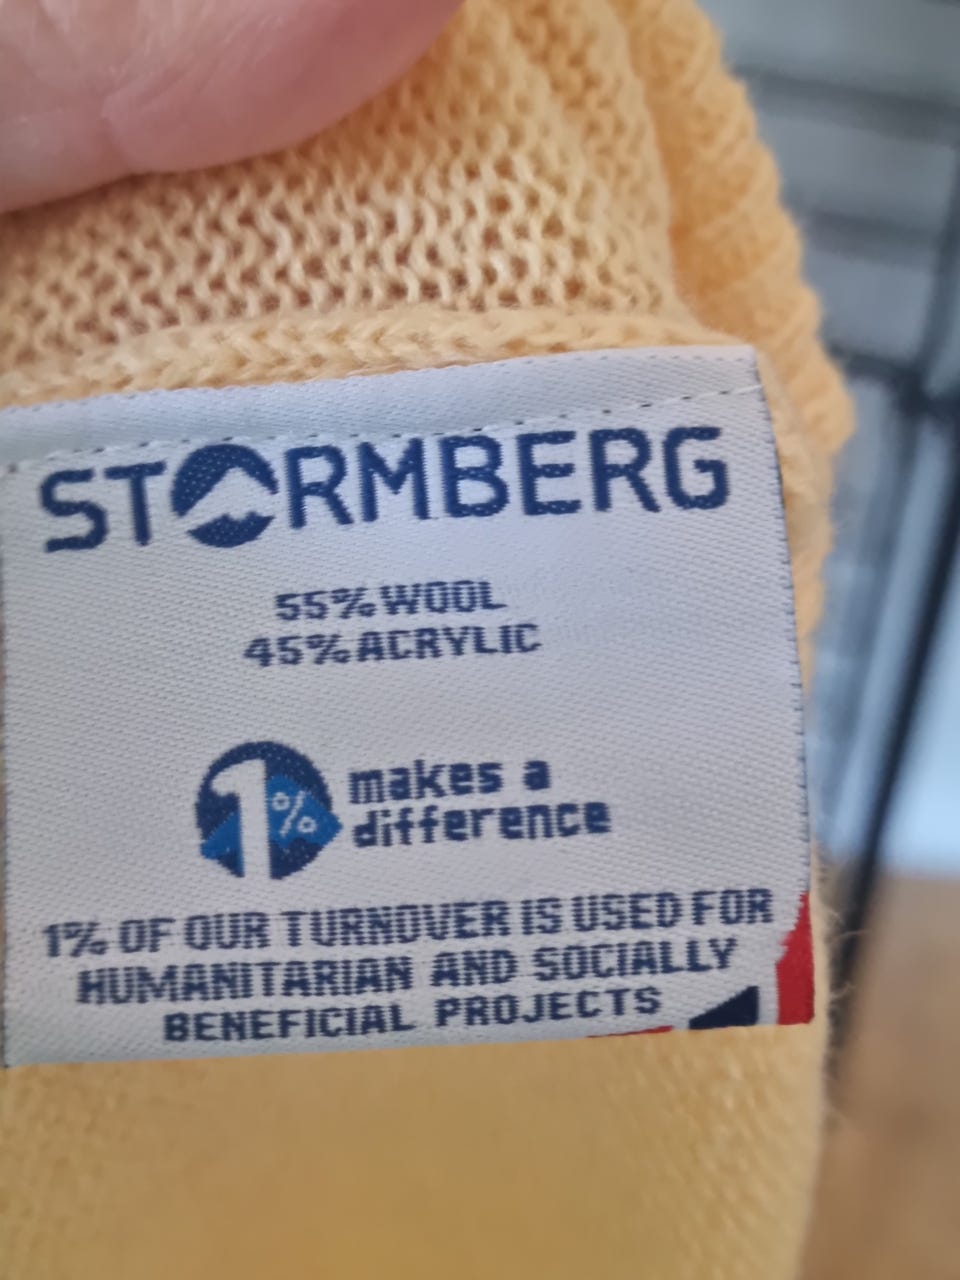 STORMBERG
55% WOOL
45% ACRYLIC
1%
makes a
difference
1% OF OUR TURNOVER IS USED FOR
HUMANITARIAN AND SOCIALLY
BENEFICIAL PROJECTS